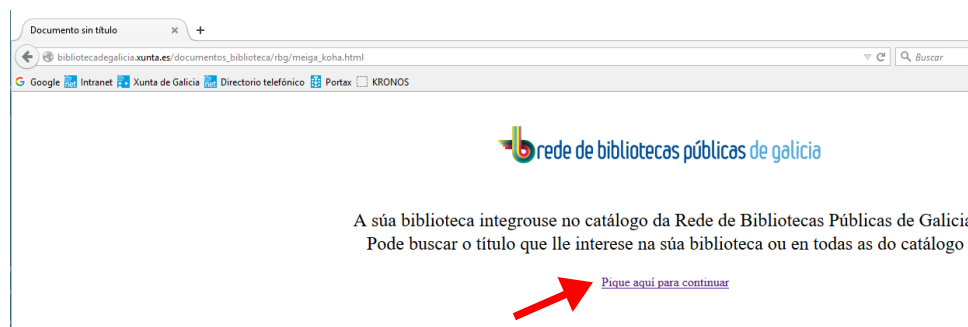 Documento sin título
bibliotecadegalicia.xunta.es/documentos_biblioteca/rbg/meiga_koha.html
Buscar
Google Intranet Xunta de Galicia Directorio telefónico Portax KRONOS
rede de bibliotecas públicas de galicia
A súa biblioteca integrouse no catálogo da Rede de Bibliotecas Públicas de Galicia
Pode buscar o título que lle interese na súa biblioteca ou en todas as do catálogo
Pique aquí para continuar